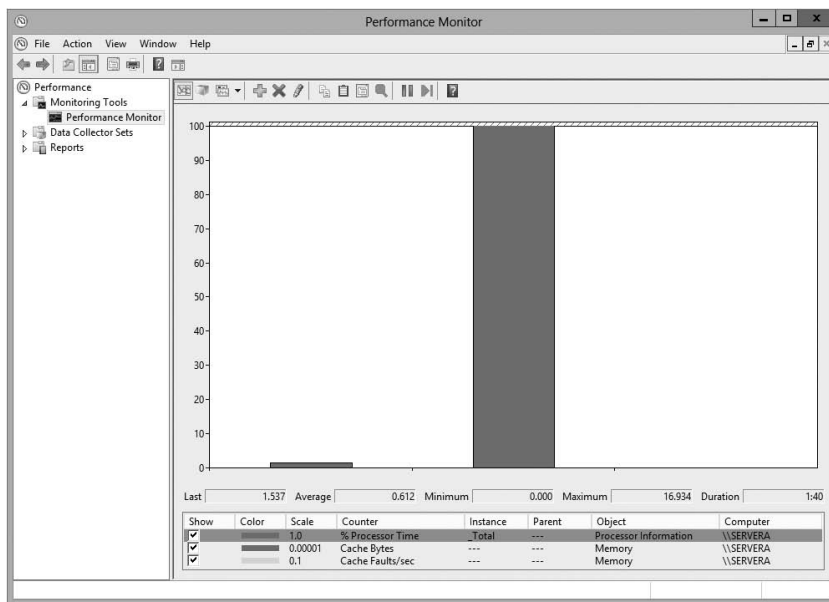 Performance Monitor
File Action View Window Help
Performance
Monitoring Tools
Performance Monitor
Data Collector Sets
Reports
100
90
80
70
60
50
40
30
20
10
0
Last 1.537 Average 0.612 Minimum 0.000 Maximum 16.934 Duration 1:40
Show Color Scale Counter Instance Parent Object Computer
1.0 % Processor Time _Total --- Processor Information \\SERVERA
0.00001 Cache Bytes --- --- Memory \\SERVERA
0.1 Cache Faults/sec --- --- Memory \\SERVERA